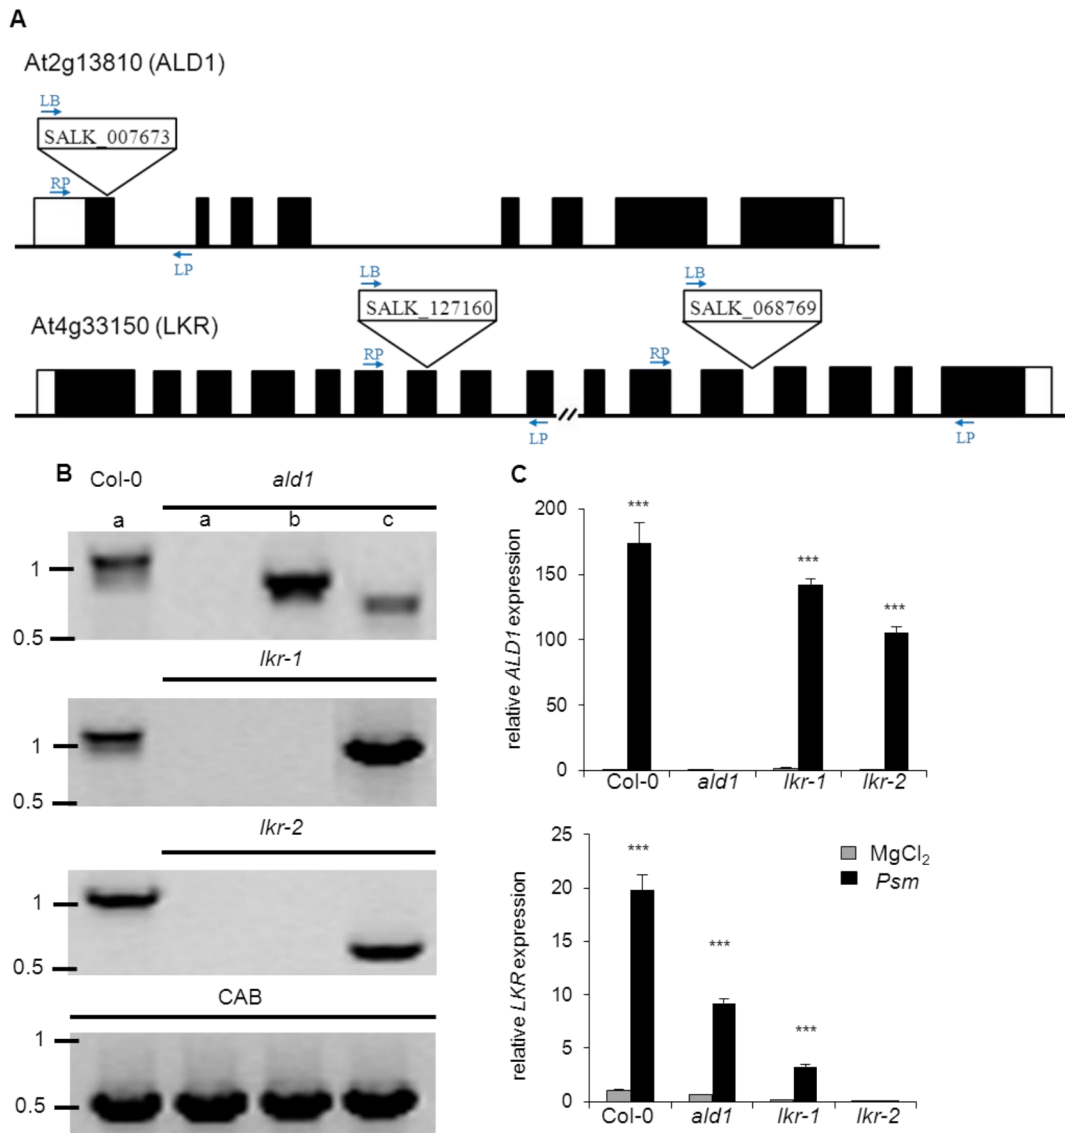 A
At2g13810 (ALD1)
LB
SALK_007673
RP
LP
LB
SALK_127160
LB
SALK_068769
At4g33150 (LKR)
RP
RP
//
LP
LP
B
Col-0
ald1
a
a
b
c
1
0.5
lkr-1
1
0.5
lkr-2
1
0.5
CAB
1
0.5
C
relative ALD1 expression
200
150
100
50
0
***
***
***
Col-0
ald1
lkr-1
lkr-2
relative LKR expression
25
20
15
10
5
0
***
***
***
MgCl2
Psm
Col-0
ald1
lkr-1
lkr-2